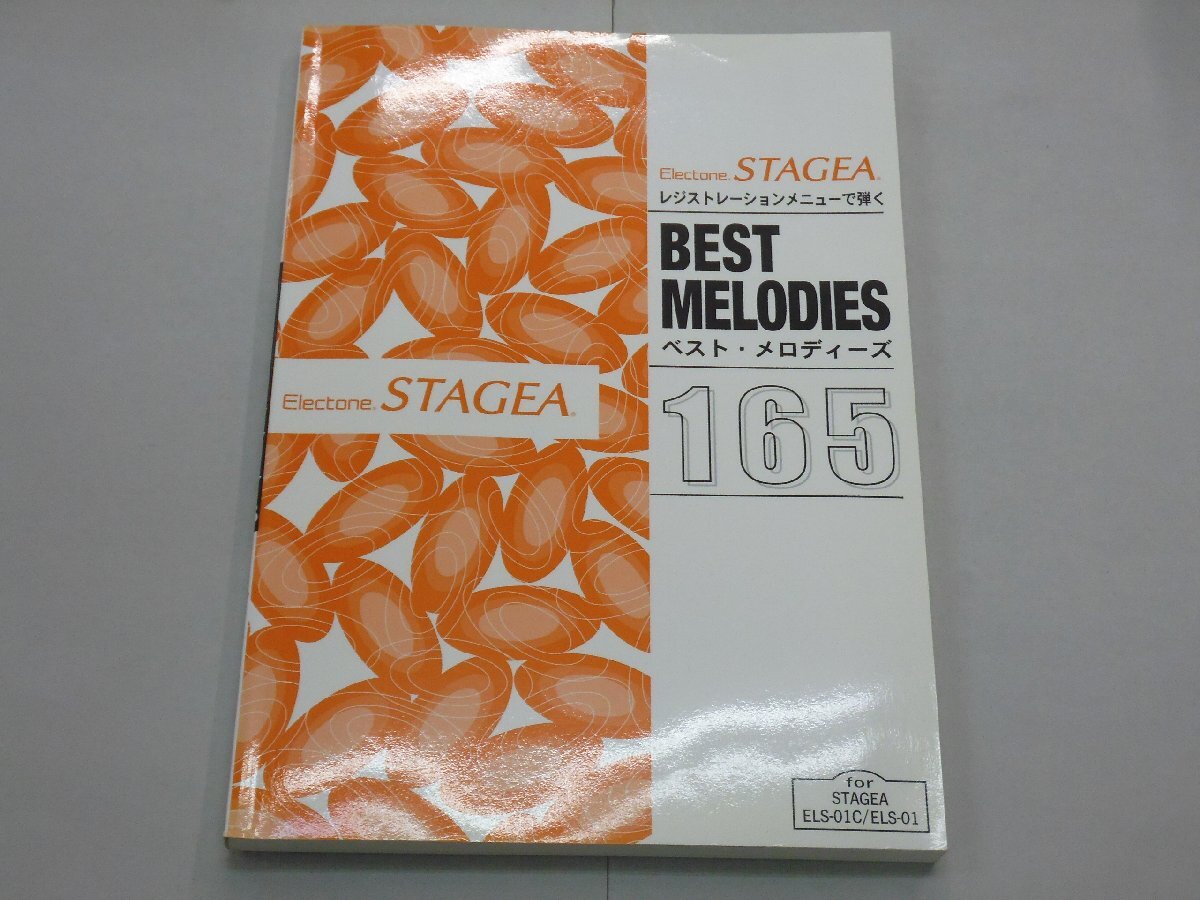 Electone® STAGEA®
レジストレーションメニューで弾く
BEST
MELODIES
ベスト・メロディーズ
165
Electone® STAGEA®
for
STAGEA
ELS-01C/ELS-01